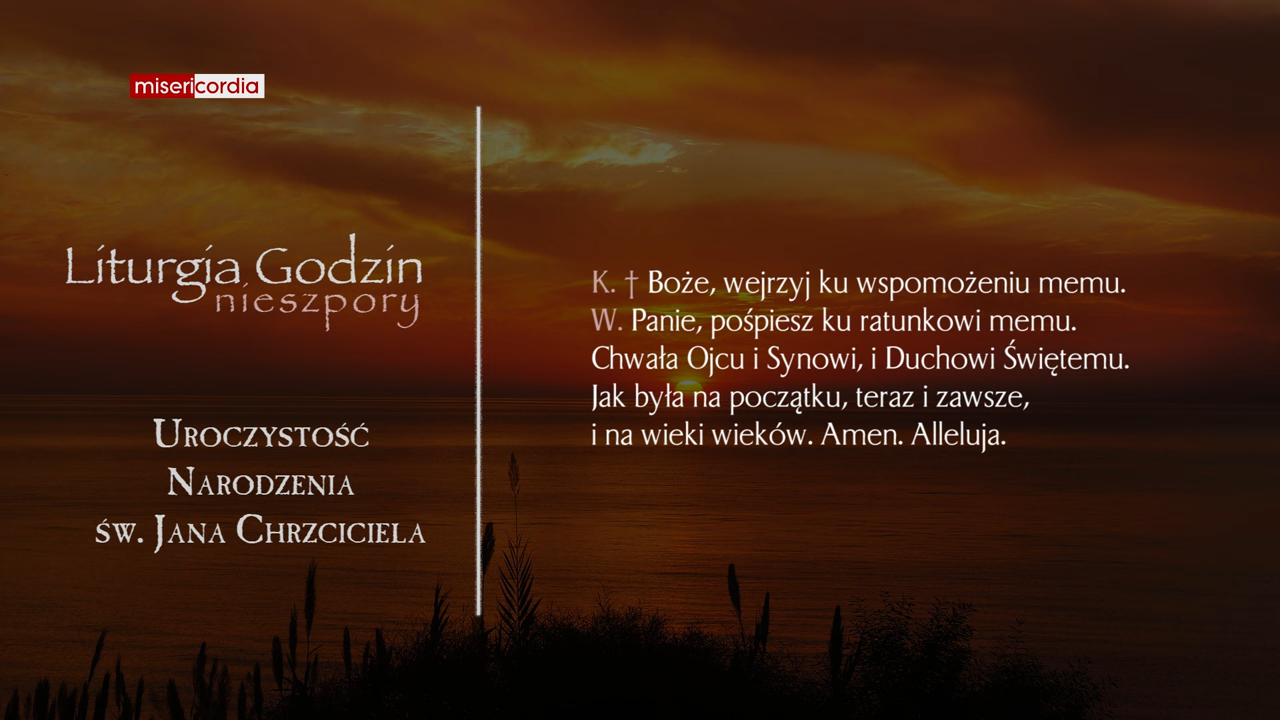 misericordia
Liturgia Godzin
nieszpory
Uroczystość
Narodzenia
św. Jana Chrzciciela
K. † Boże, wejrzyj ku wspomożeniu memu.
W. Panie, pośpiesz ku ratunkowi memu.
Chwała Ojcu i Synowi, i Duchowi Świętemu.
Jak była na początku, teraz i zawsze,
i na wieki wieków. Amen. Alleluja.